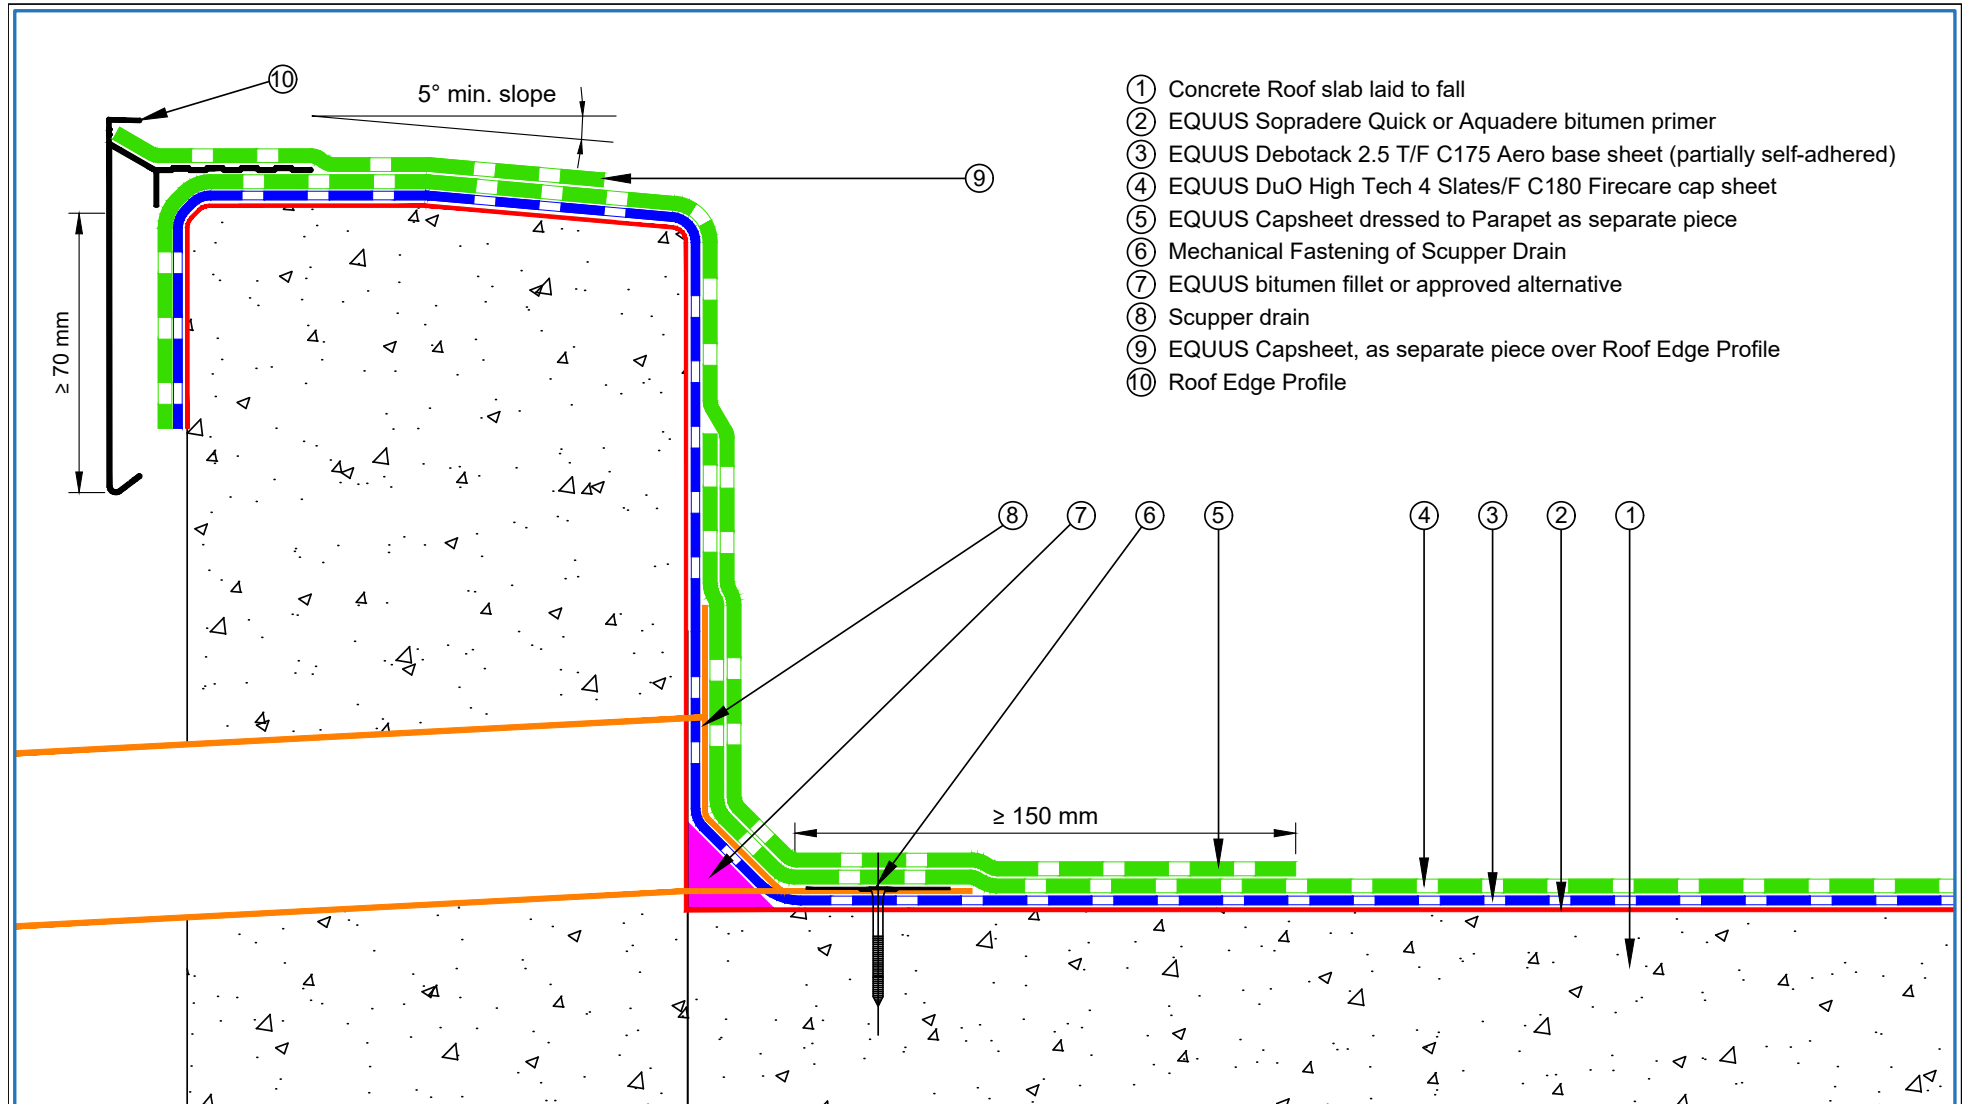 ⑩
5° min. slope
⑨
≥ 70 mm
① Concrete Roof slab laid to fall
② EQUUS Sopradere Quick or Aquadere bitumen primer
③ EQUUS Debotack 2.5 T/F C175 Aero base sheet (partially self-adhered)
④ EQUUS DuO High Tech 4 Slates/F C180 Firecare cap sheet
⑤ EQUUS Capsheet dressed to Parapet as separate piece
⑥ Mechanical Fastening of Scupper Drain
⑦ EQUUS bitumen fillet or approved alternative
⑧ Scupper drain
⑨ EQUUS Capsheet, as separate piece over Roof Edge Profile
⑩ Roof Edge Profile
⑧ ⑦ ⑥ ⑤ ④ ③ ② ①
≥ 150 mm